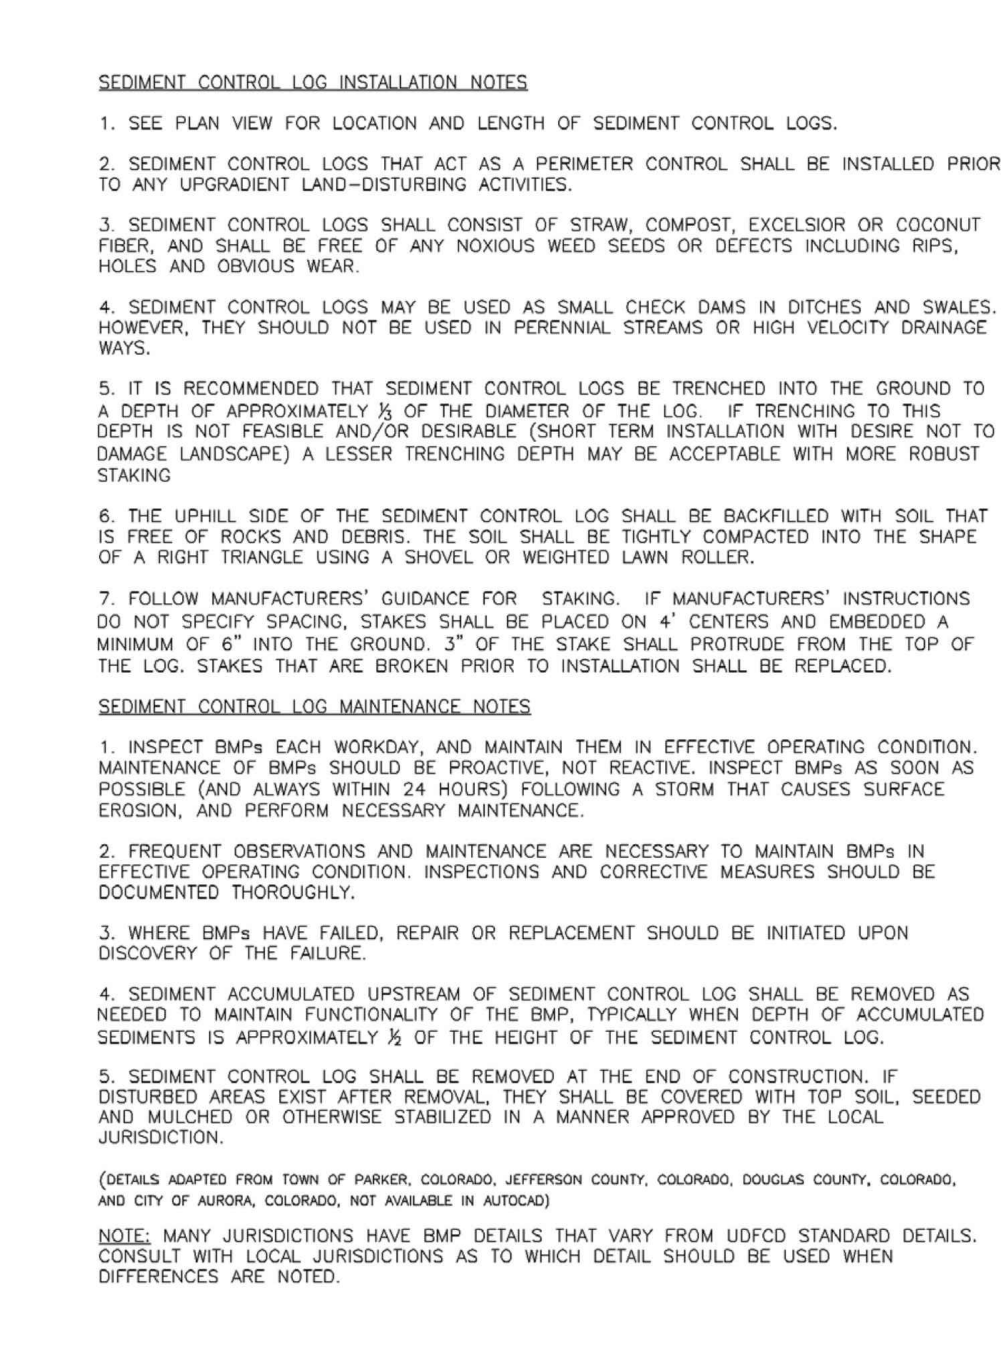 SEDIMENT CONTROL LOG INSTALLATION NOTES
1. SEE PLAN VIEW FOR LOCATION AND LENGTH OF SEDIMENT CONTROL LOGS.
2. SEDIMENT CONTROL LOGS THAT ACT AS A PERIMETER CONTROL SHALL BE INSTALLED PRIOR
TO ANY UPGRADIENT LAND-DISTURBING ACTIVITIES.
3. SEDIMENT CONTROL LOGS SHALL CONSIST OF STRAW, COMPOST, EXCELSIOR OR COCONUT
FIBER, AND SHALL BE FREE OF ANY NOXIOUS WEED SEEDS OR DEFECTS INCLUDING RIPS,
HOLES AND OBVIOUS WEAR.
4. SEDIMENT CONTROL LOGS MAY BE USED AS SMALL CHECK DAMS IN DITCHES AND SWALES.
HOWEVER, THEY SHOULD NOT BE USED IN PERENNIAL STREAMS OR HIGH VELOCITY DRAINAGE
WAYS.
5. IT IS RECOMMENDED THAT SEDIMENT CONTROL LOGS BE TRENCHED INTO THE GROUND TO
A DEPTH OF APPROXIMATELY ⅓ OF THE DIAMETER OF THE LOG. IF TRENCHING TO THIS
DEPTH IS NOT FEASIBLE AND/OR DESIRABLE (SHORT TERM INSTALLATION WITH DESIRE NOT TO
DAMAGE LANDSCAPE) A LESSER TRENCHING DEPTH MAY BE ACCEPTABLE WITH MORE ROBUST
STAKING
6. THE UPHILL SIDE OF THE SEDIMENT CONTROL LOG SHALL BE BACKFILLED WITH SOIL THAT
IS FREE OF ROCKS AND DEBRIS. THE SOIL SHALL BE TIGHTLY COMPACTED INTO THE SHAPE
OF A RIGHT TRIANGLE USING A SHOVEL OR WEIGHTED LAWN ROLLER.
7. FOLLOW MANUFACTURERS' GUIDANCE FOR STAKING. IF MANUFACTURERS' INSTRUCTIONS
DO NOT SPECIFY SPACING, STAKES SHALL BE PLACED ON 4' CENTERS AND EMBEDDED A
MINIMUM OF 6" INTO THE GROUND. 3" OF THE STAKE SHALL PROTRUDE FROM THE TOP OF
THE LOG. STAKES THAT ARE BROKEN PRIOR TO INSTALLATION SHALL BE REPLACED.
SEDIMENT CONTROL LOG MAINTENANCE NOTES
1. INSPECT BMPs EACH WORKDAY, AND MAINTAIN THEM IN EFFECTIVE OPERATING CONDITION.
MAINTENANCE OF BMPs SHOULD BE PROACTIVE, NOT REACTIVE. INSPECT BMPs AS SOON AS
POSSIBLE (AND ALWAYS WITHIN 24 HOURS) FOLLOWING A STORM THAT CAUSES SURFACE
EROSION, AND PERFORM NECESSARY MAINTENANCE.
2. FREQUENT OBSERVATIONS AND MAINTENANCE ARE NECESSARY TO MAINTAIN BMPs IN
EFFECTIVE OPERATING CONDITION. INSPECTIONS AND CORRECTIVE MEASURES SHOULD BE
DOCUMENTED THOROUGHLY.
3. WHERE BMPs HAVE FAILED, REPAIR OR REPLACEMENT SHOULD BE INITIATED UPON
DISCOVERY OF THE FAILURE.
4. SEDIMENT ACCUMULATED UPSTREAM OF SEDIMENT CONTROL LOG SHALL BE REMOVED AS
NEEDED TO MAINTAIN FUNCTIONALITY OF THE BMP, TYPICALLY WHEN DEPTH OF ACCUMULATED
SEDIMENTS IS APPROXIMATELY ½ OF THE HEIGHT OF THE SEDIMENT CONTROL LOG.
5. SEDIMENT CONTROL LOG SHALL BE REMOVED AT THE END OF CONSTRUCTION. IF
DISTURBED AREAS EXIST AFTER REMOVAL, THEY SHALL BE COVERED WITH TOP SOIL, SEEDED
AND MULCHED OR OTHERWISE STABILIZED IN A MANNER APPROVED BY THE LOCAL
JURISDICTION.
(DETAILS ADAPTED FROM TOWN OF PARKER, COLORADO, JEFFERSON COUNTY, COLORADO, DOUGLAS COUNTY, COLORADO,
AND CITY OF AURORA, COLORADO, NOT AVAILABLE IN AUTOCAD)
NOTE: MANY JURISDICTIONS HAVE BMP DETAILS THAT VARY FROM UDFCD STANDARD DETAILS.
CONSULT WITH LOCAL JURISDICTIONS AS TO WHICH DETAIL SHOULD BE USED WHEN
DIFFERENCES ARE NOTED.